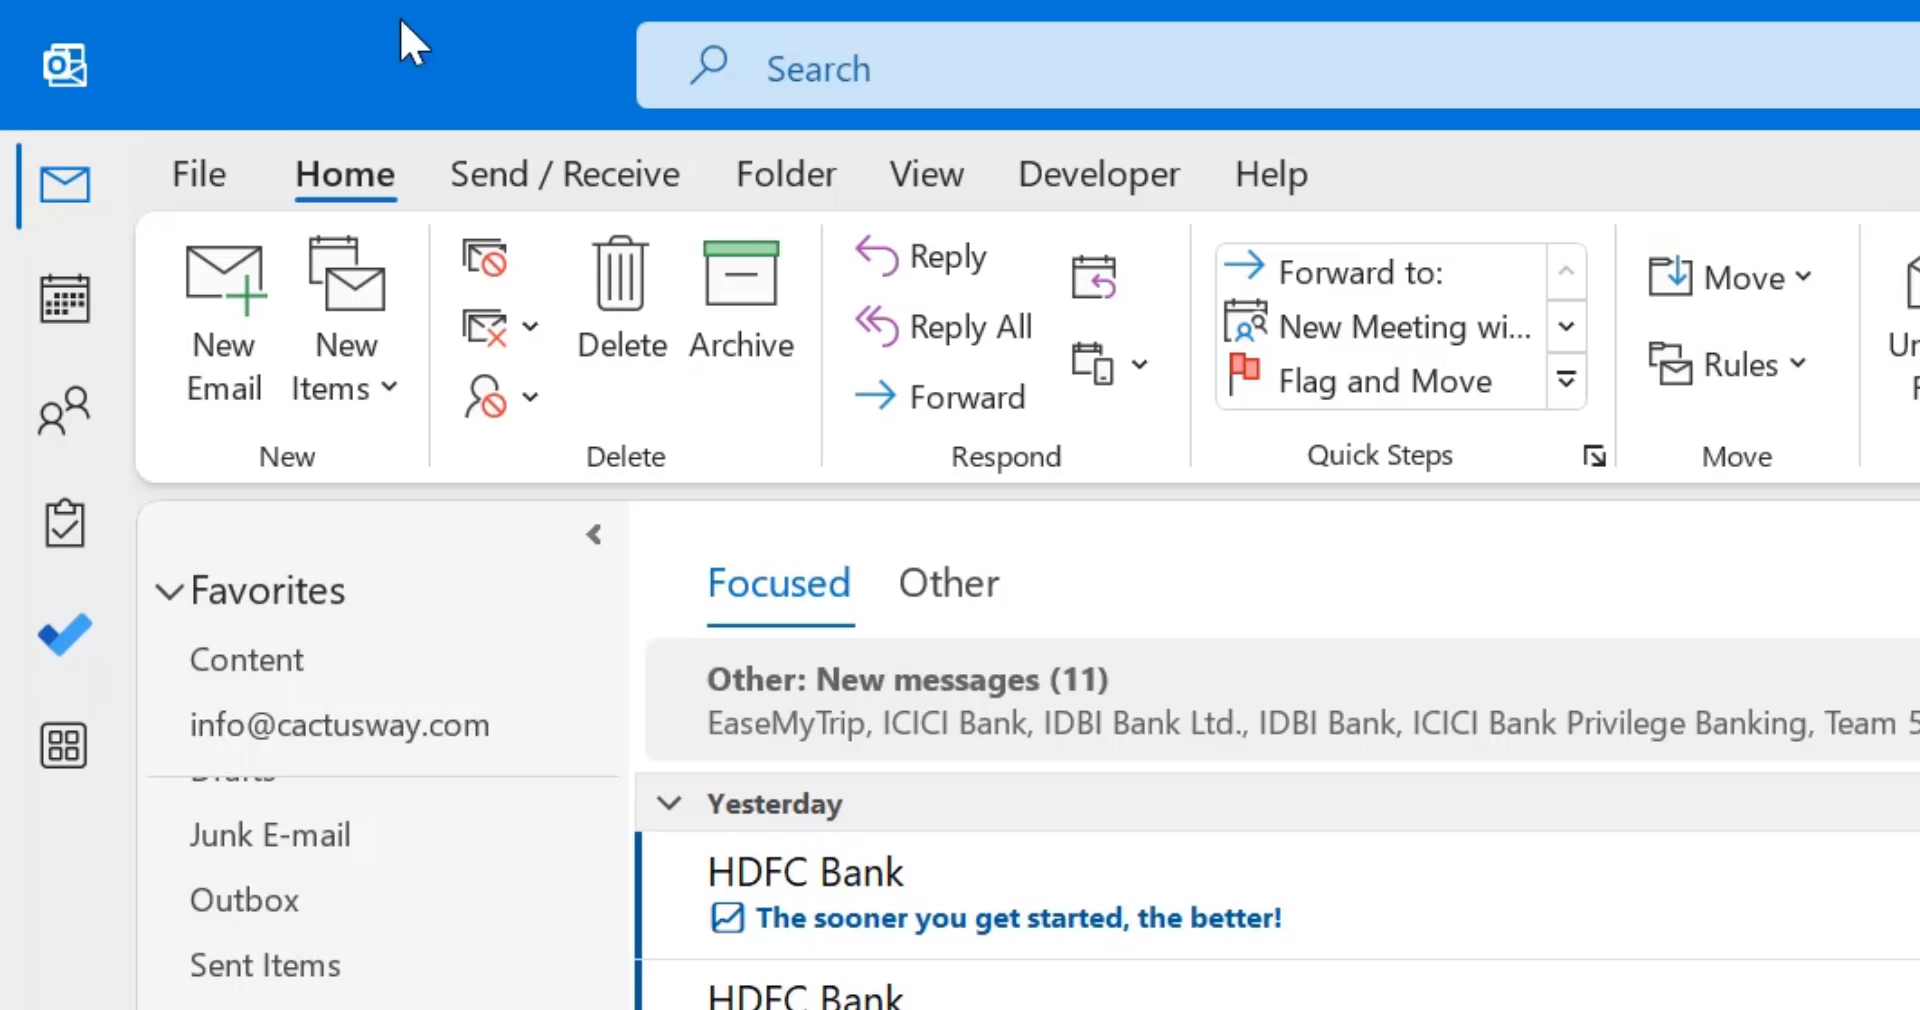 Search
File Home Send / Receive Folder View Developer Help
New Email
New Items
New
Delete
Archive
Delete
Reply
Reply All
Forward
Respond
Forward to:
New Meeting wi...
Flag and Move
Quick Steps
Move
Rules
Move
Favorites
Content
info@cactusway.com
Drafts
Junk E-mail
Outbox
Sent Items
Focused Other
Other: New messages (11)
EaseMyTrip, ICICI Bank, IDBI Bank Ltd., IDBI Bank, ICICI Bank Privilege Banking, Team 5
Yesterday
HDFC Bank
The sooner you get started, the better!
HDFC Bank